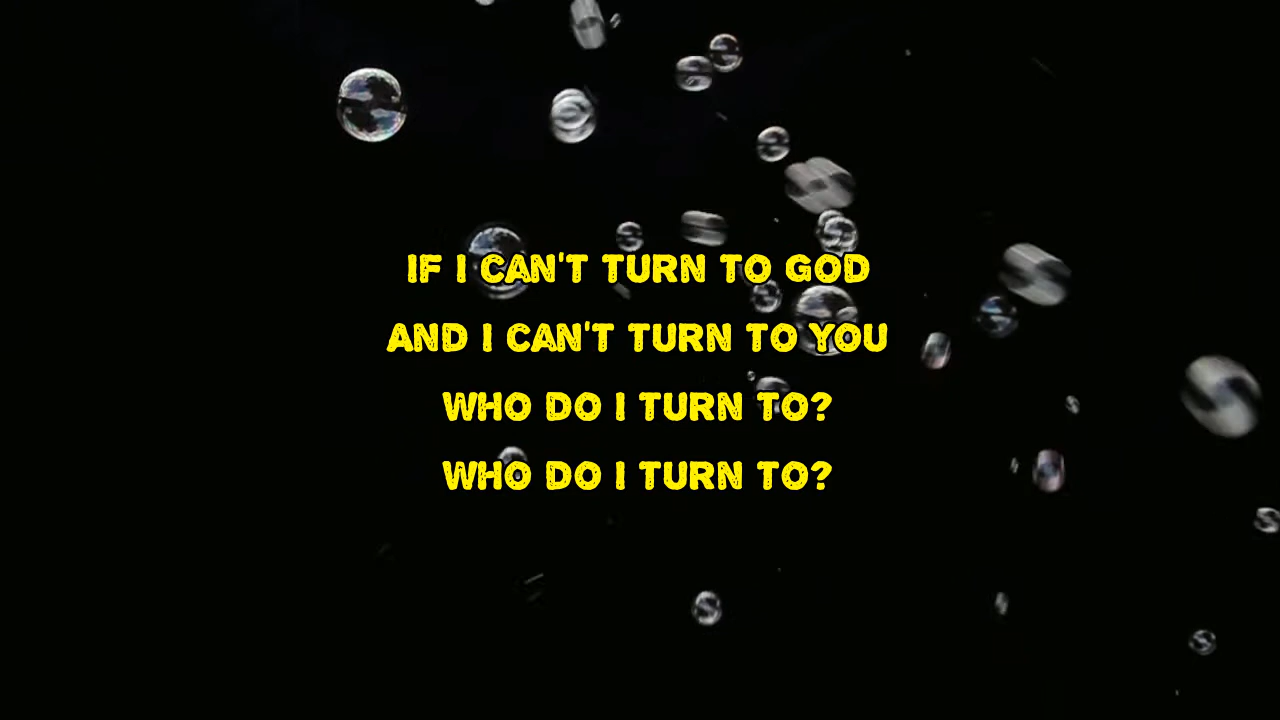 IF I CAN'T TURN TO GOD
AND I CAN'T TURN TO YOU
WHO DO I TURN TO?
WHO DO I TURN TO?